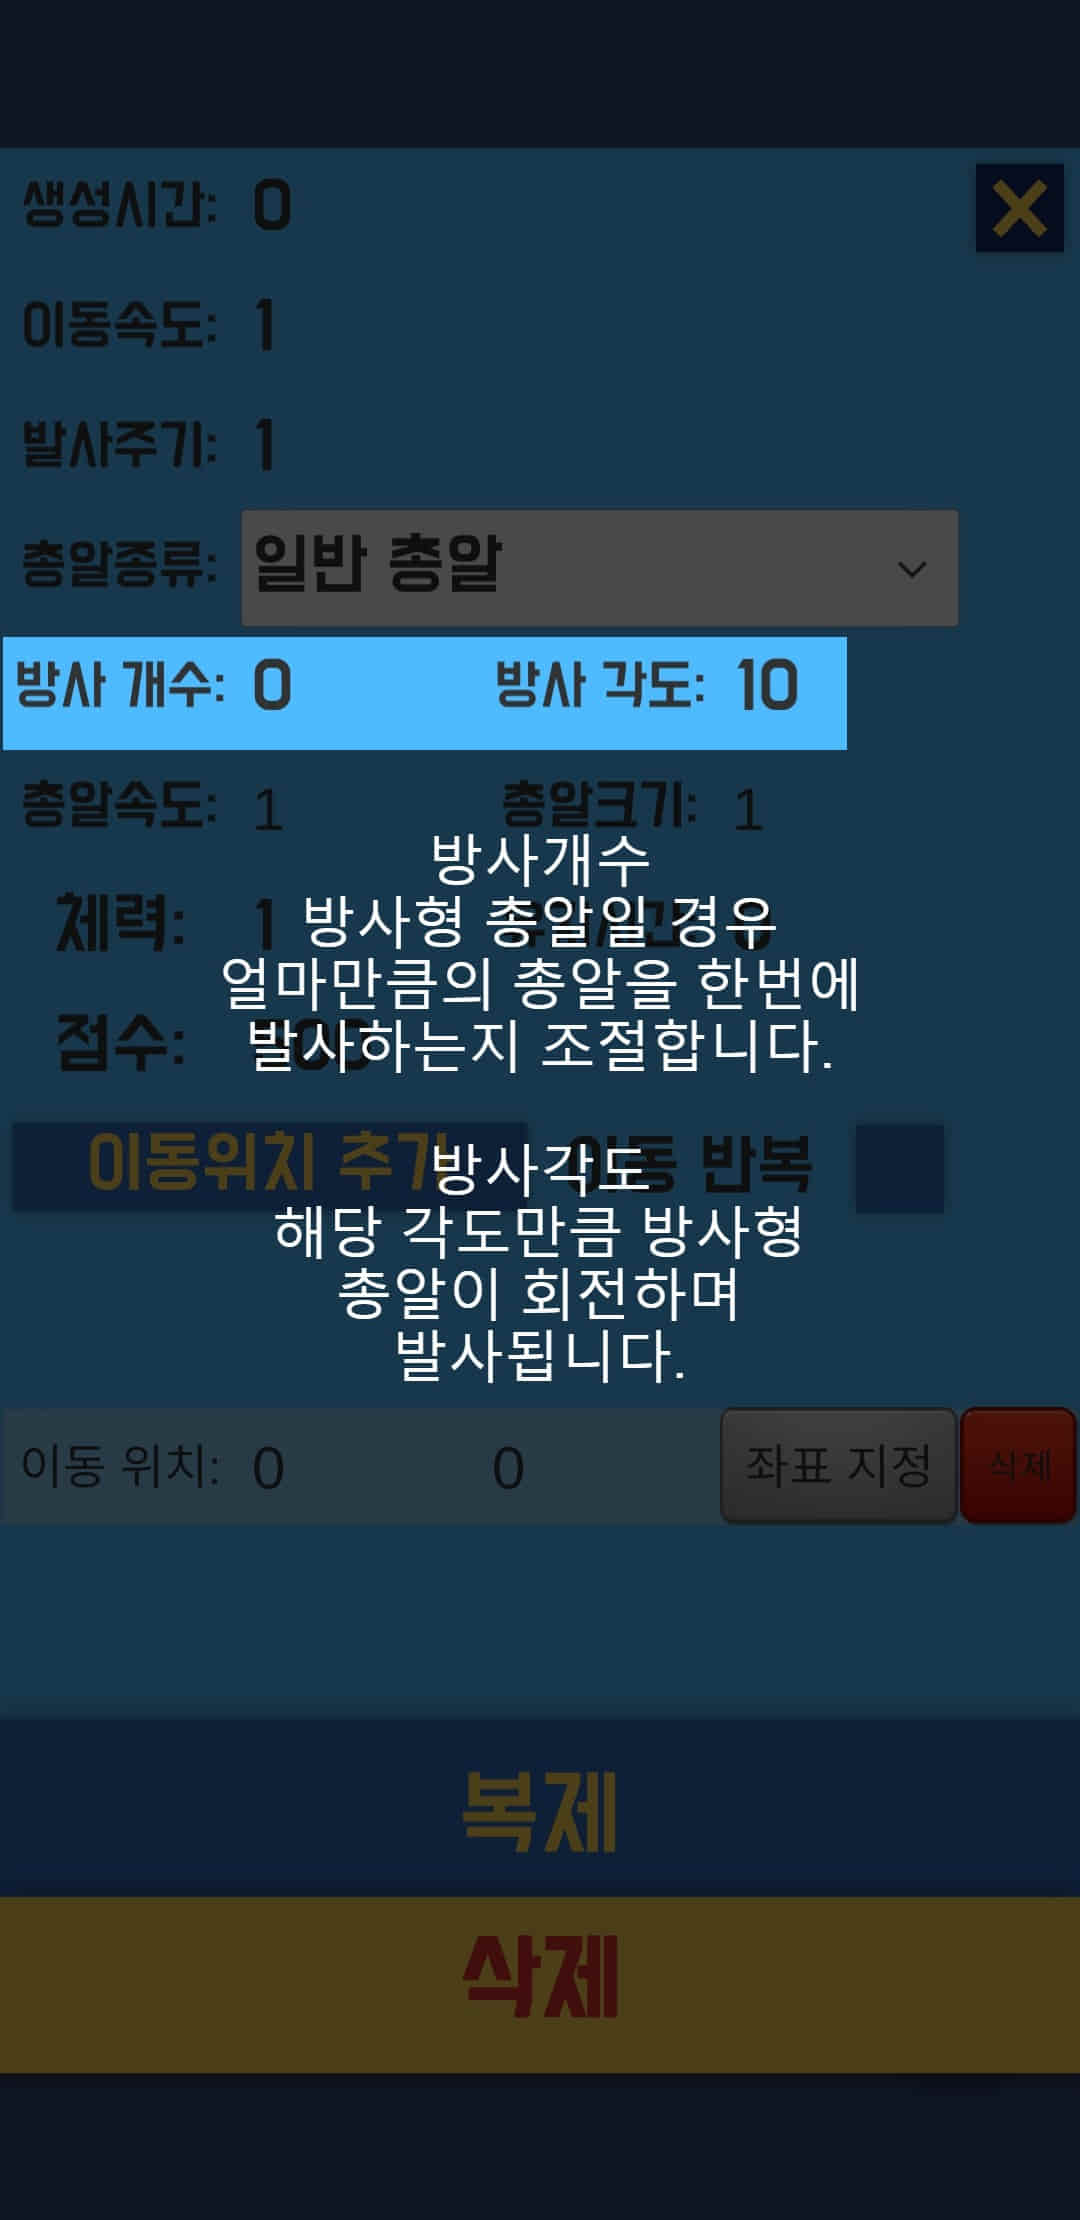 생성시간: 0
이동속도: 1
발사주기: 1
총알종류: 일반 총알
방사 개수: 0 방사 각도: 10
총알속도: 1 총알크기: 1
방사개수
체력: 1 0
방사형 총알일 경우
얼마만큼의 총알을 한번에
점수:
발사하는지 조절합니다.
이동위치 추가 이동 반복
방사각도
해당 각도만큼 방사형
총알이 회전하며
발사됩니다.
이동 위치: 0 0 좌표 지정 삭제
복제
삭제